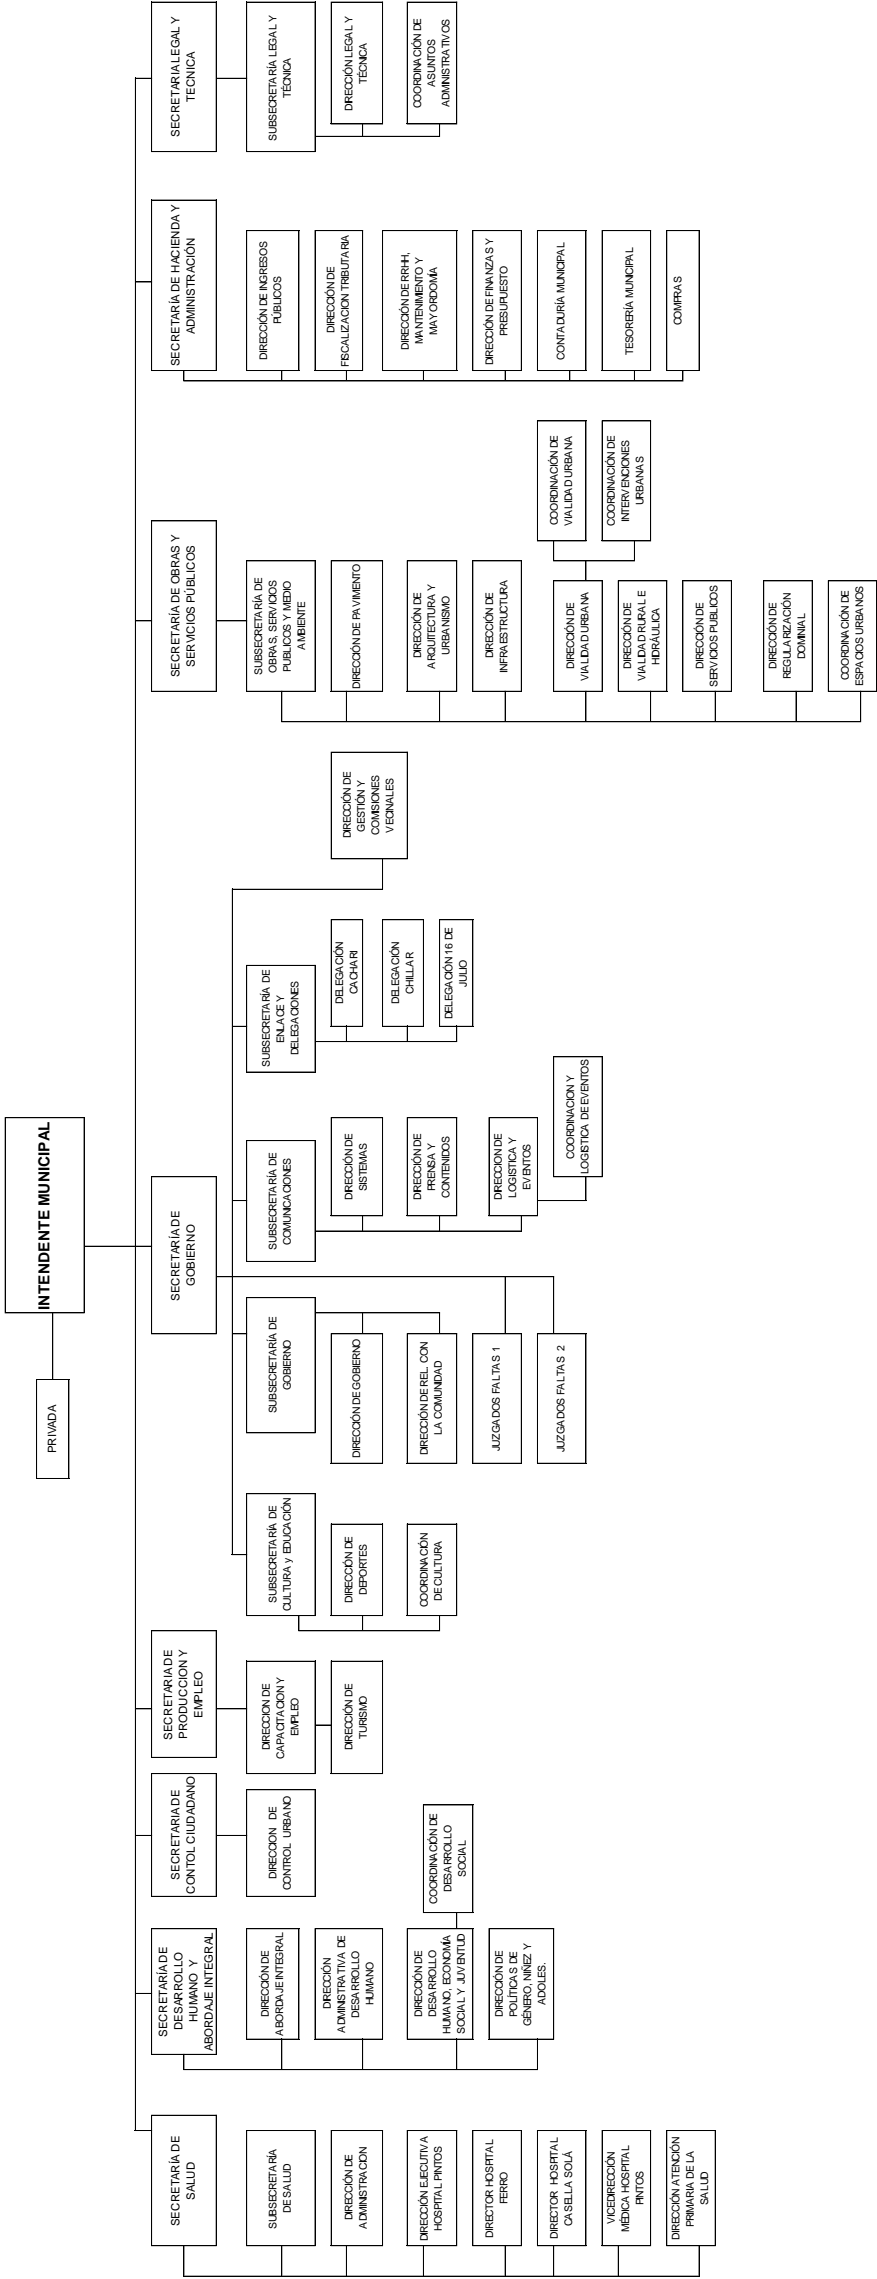 INTENDENTE MUNICIPAL
PRIVADA
SECRETARÍA DE
SALUD
SUBSECRETARÍA
DE SALUD
DIRECCIÓN DE
ADMINISTRACION
DIRECCIÓN EJECUTIVA
HOSPITAL PINTOS
DIRECTOR HOSPITAL
FERRO
DIRECTOR HOSPITAL
CASELLA SOLÁ
VICEDIRECCIÓN
MÉDICA HOSPITAL
PINTOS
DIRECCIÓN ATENCIÓN
PRIMARIA DE LA
SALUD
SECRETARÍA DE
DESARROLLO
HUMANO Y
ABORDAJE INTEGRAL
DIRECCIÓN DE
ABORDAJE INTEGRAL
DIRECCIÓN
ADMINISTRATIVA DE
DESARROLLO
HUMANO
DIRECCIÓN DE
DESARROLLO
HUMANO, ECONOMÍA
SOCIAL Y JUVENTUD
COORDINACIÓN DE
DESARROLLO
SOCIAL
DIRECCIÓN DE
POLÍTICAS DE
GÉNERO, NIÑEZ Y
ADOLES.
SECRETARIA DE
CONTOL CIUDADANO
DIRECCION DE
CONTROL URBANO
SECRETARIA DE
PRODUCCION Y
EMPLEO
DIRECCION DE
CAPACITACION Y
EMPLEO
DIRECCIÓN DE
TURISMO
SECRETARÍA DE
GOBIERNO
SUBSECRETARÍA DE
CULTURA y EDUCACIÓN
DIRECCIÓN DE
DEPORTES
COORDINACIÓN
DE CULTURA
SUBSECRETARÍA DE
GOBIERNO
DIRECCIÓN DE GOBIERNO
DIRECCIÓN DE REL. CON
LA COMUNIDAD
JUZGADOS FALTAS 1
JUZGADOS FALTAS 2
SUBSECRETARÍA DE
COMUNICACIONES
DIRECCIÓN DE
SISTEMAS
DIRECCIÓN DE
PRENSA Y
CONTENIDOS
DIRECCION DE
LOGISTICA Y
EVENTOS
COORDINACION Y
LOGISTICA DE EVENTOS
SUBSECRETARÍA DE
ENLACE Y
DELEGACIONES
DELEGACIÓN
CACHARI
DELEGACIÓN
CHILLAR
DELEGACIÓN 16 DE
JULIO
DIRECCIÓN DE
GESTIÓN Y
COMISIONES
VECINALES
SECRETARÍA DE OBRAS Y
SERVICIOS PÚBLICOS
SUBSECRETARÍA DE
OBRAS, SERVICIOS
PÚBLICOS Y MEDIO
AMBIENTE
DIRECCIÓN DE PAVIMENTO
DIRECCIÓN DE
ARQUITECTURA Y
URBANISMO
DIRECCIÓN DE
INFRAESTRUCTURA
DIRECCIÓN DE
VIALIDAD URBANA
COORDINACIÓN DE
VIALIDAD URBANA
COORDINACIÓN DE
INTERVENCIONES
URBANAS
DIRECCIÓN DE
VIALIDAD RURAL E
HIDRÁULICA
DIRECCIÓN DE
SERVICIOS PUBLICOS
DIRECCIÓN DE
REGULARIZACIÓN
DOMINIAL
COORDINACIÓN DE
ESPACIOS URBANOS
SECRETARÍA DE HACIENDA Y
ADMINISTRACIÓN
DIRECCIÓN DE INGRESOS
PÚBLICOS
DIRECCIÓN DE
FISCALIZACION TRIBUTARIA
DIRECCIÓN DE RRHH,
MANTENIMIENTO Y
MAYORDOMÍA
DIRECCIÓN DE FINANZAS Y
PRESUPUESTO
CONTADURÍA MUNICIPAL
TESORERÍA MUNICIPAL
COMPRAS
SECRETARIA LEGAL Y
TECNICA
SUBSECRETARÍA LEGAL Y
TÉCNICA
DIRECCIÓN LEGAL Y
TÉCNICA
COORDINACIÓN DE
ASUNTOS
ADMINISTRATIVOS